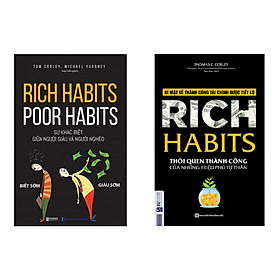 TOM CORLEY, MICHAEL YARDNEY
RICH HABITS
POOR HABITS
SỰ KHÁC BIỆT
GIỮA NGƯỜI GIÀU VÀ NGƯỜI NGHÈO
BIẾT SỚM
GIÀU SỚM
THOMAS C. CORLEY
BÍ MẬT VỀ THÀNH CÔNG TÀI CHÍNH ĐƯỢC TIẾT LỘ
RICH
HABITS
THÓI QUEN THÀNH CÔNG
CỦA NHỮNG TRIỆU PHÚ TỰ THÂN